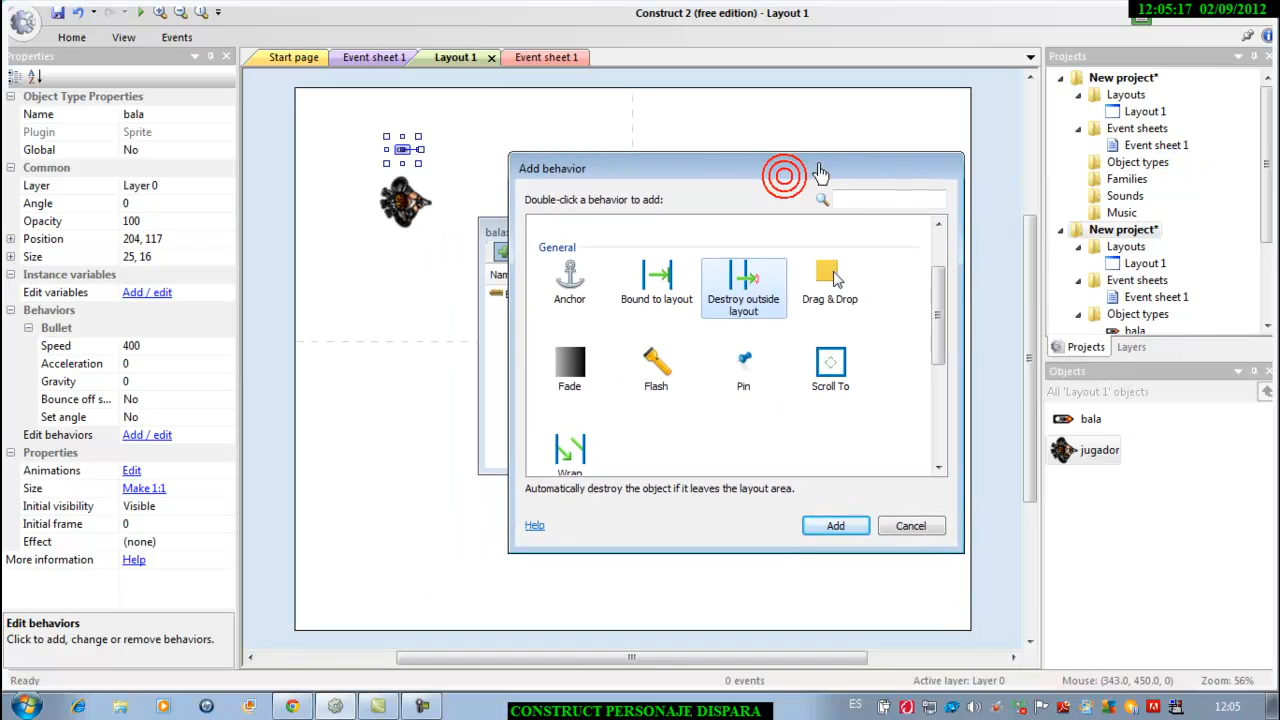 12:05:17 02/09/2012
Construct 2 (free edition) - Layout 1
Home
View
Events
Properties
Object Type Properties
Name bala
Plugin Sprite
Global No
Common
Layer Layer 0
Angle 0
Opacity 100
Position 204, 117
Size 25, 16
Instance variables
Edit variables Add / edit
Behaviors
Bullet
Speed 400
Acceleration 0
Gravity 0
Bounce off s... No
Set angle No
Edit behaviors Add / edit
Properties
Animations Edit
Size Make 1:1
Initial visibility Visible
Initial frame 0
Effect (none)
More information Help
Edit behaviors
Click to add, change or remove behaviors.
Start page
Event sheet 1
Layout 1
Event sheet 1
bala:
Add behavior
Double-click a behavior to add:
General
Anchor
Bound to layout
Destroy outside layout
Drag & Drop
Fade
Flash
Pin
Scroll To
Wrap
Automatically destroy the object if it leaves the layout area.
Help
Add
Cancel
Projects
New project*
Layouts
Layout 1
Event sheets
Event sheet 1
Object types
Families
Sounds
Music
New project*
Layouts
Layout 1
Event sheets
Event sheet 1
Object types
bala
Projects
Layers
Objects
All 'Layout 1' objects
bala
jugador
Ready
0 events
Active layer: Layer 0
Mouse: (343.0, 450.0, 0)
Zoom: 56%
ES
12:05
CONSTRUCT PERSONAJE DISPARA